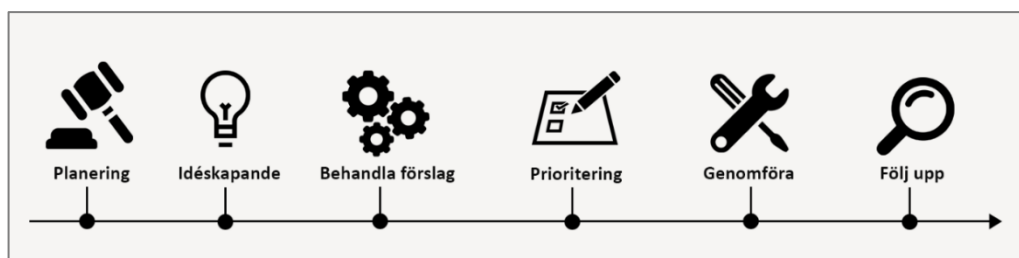 Planering
Idéskapande
Behandla förslag
Prioritering
Genomföra
Följ upp